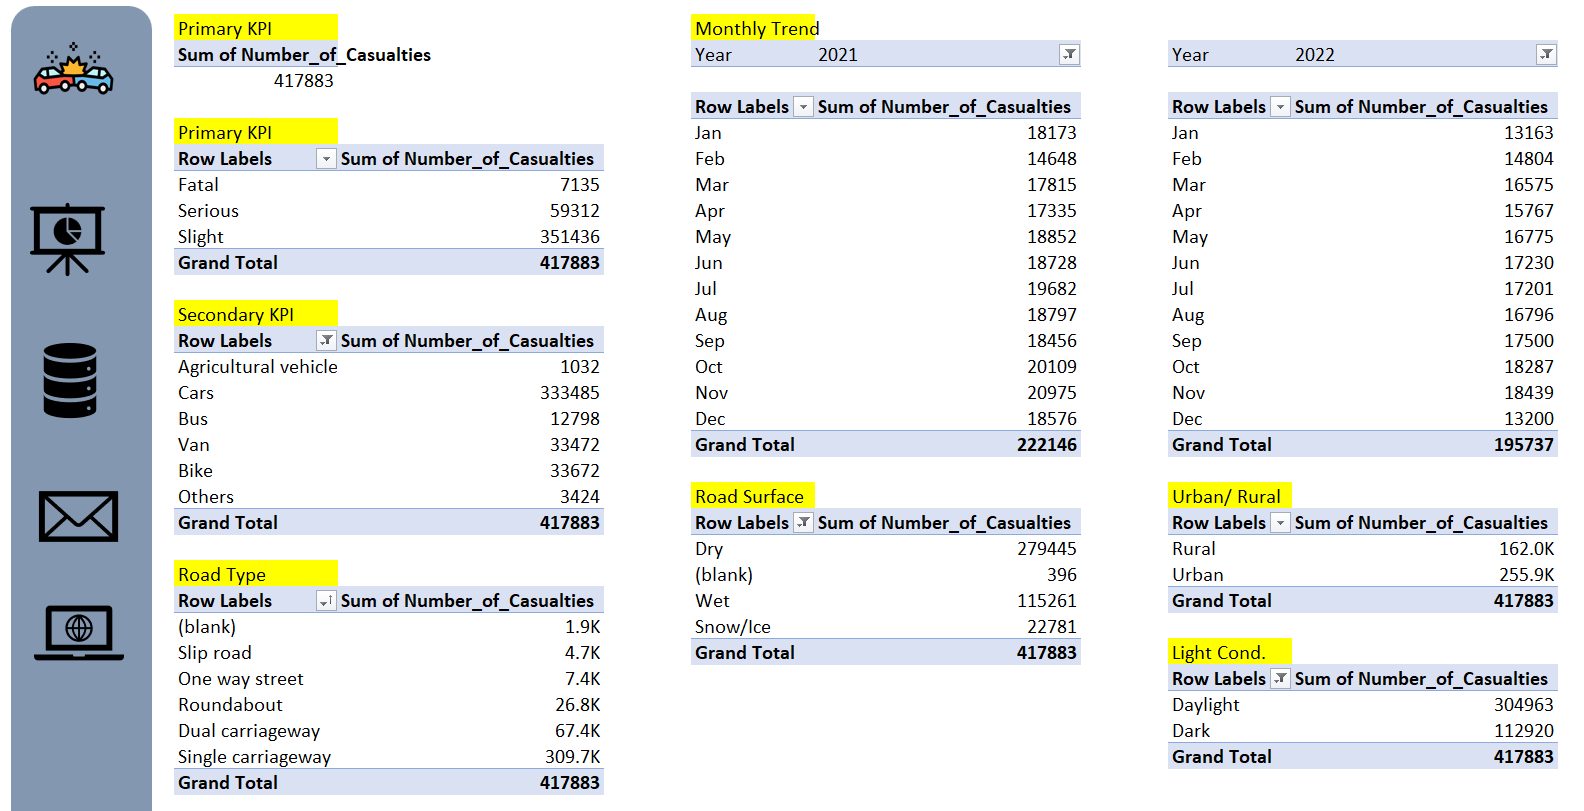 Primary KPI
Sum of Number_of_Casualties
417883
Primary KPI
Row Labels Sum of Number_of_Casualties
Fatal 7135
Serious 59312
Slight 351436
Grand Total 417883
Secondary KPI
Row Labels Sum of Number_of_Casualties
Agricultural vehicle 1032
Cars 333485
Bus 12798
Van 33472
Bike 33672
Others 3424
Grand Total 417883
Road Type
Row Labels Sum of Number_of_Casualties
(blank) 1.9K
Slip road 4.7K
One way street 7.4K
Roundabout 26.8K
Dual carriageway 67.4K
Single carriageway 309.7K
Grand Total 417883
Monthly Trend
Year 2021
Row Labels Sum of Number_of_Casualties
Jan 18173
Feb 14648
Mar 17815
Apr 17335
May 18852
Jun 18728
Jul 19682
Aug 18797
Sep 18456
Oct 20109
Nov 20975
Dec 18576
Grand Total 222146
Road Surface
Row Labels Sum of Number_of_Casualties
Dry 279445
(blank) 396
Wet 115261
Snow/Ice 22781
Grand Total 417883
Year 2022
Row Labels Sum of Number_of_Casualties
Jan 13163
Feb 14804
Mar 16575
Apr 15767
May 16775
Jun 17230
Jul 17201
Aug 16796
Sep 17500
Oct 18287
Nov 18439
Dec 13200
Grand Total 195737
Urban/ Rural
Row Labels Sum of Number_of_Casualties
Rural 162.0K
Urban 255.9K
Grand Total 417883
Light Cond.
Row Labels Sum of Number_of_Casualties
Daylight 304963
Dark 112920
Grand Total 417883